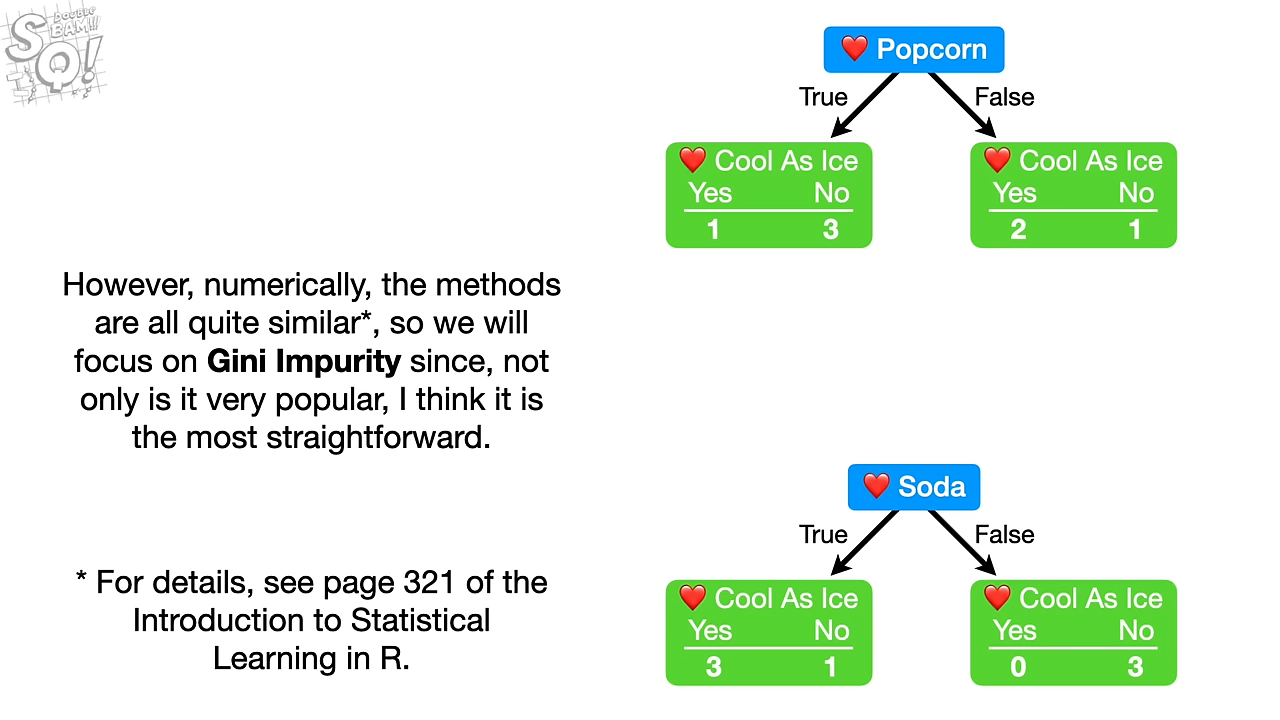 DOUBLE
BAM!!!
SQ!
However, numerically, the methods
are all quite similar*, so we will
focus on Gini Impurity since, not
only is it very popular, I think it is
the most straightforward.
* For details, see page 321 of the
Introduction to Statistical
Learning in R.
❤️ Popcorn
True False
❤️ Cool As Ice
Yes No
1 3
❤️ Cool As Ice
Yes No
2 1
❤️ Soda
True False
❤️ Cool As Ice
Yes No
3 1
❤️ Cool As Ice
Yes No
0 3